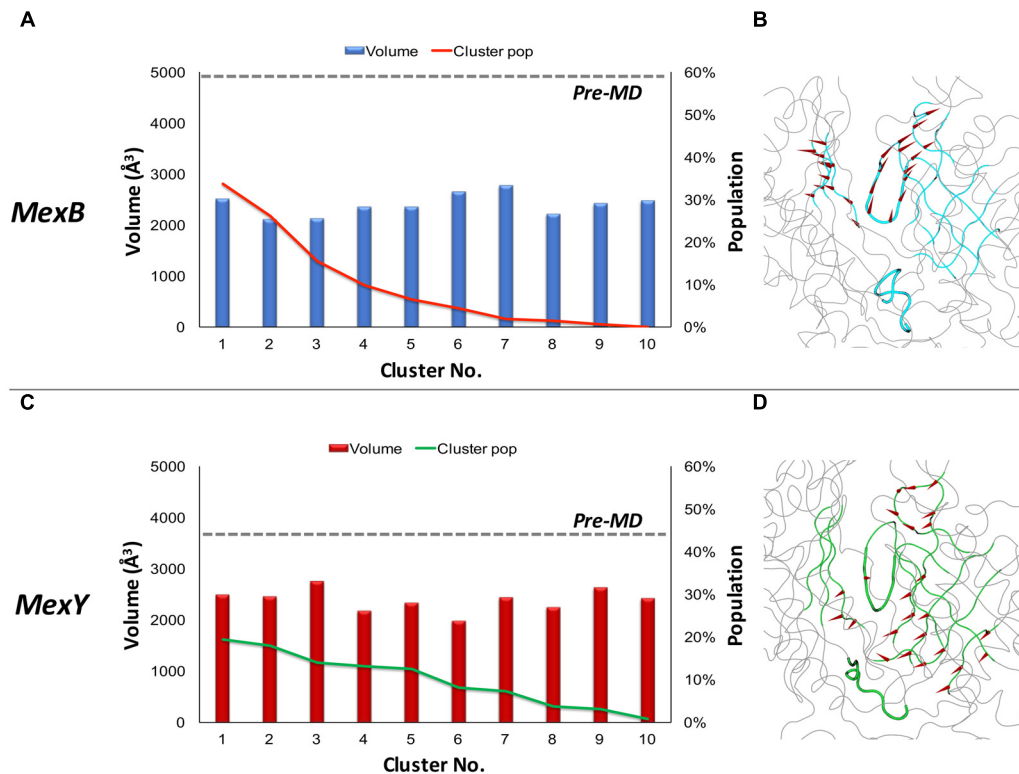 A
B
Volume Cluster pop
5000 60%
Pre-MD
4000 50%
40%
3000
30%
2000
20%
1000
10%
0 0%
1 2 3 4 5 6 7 8 9 10
Cluster No.
Volume (Å³)
Population
MexB
C
D
Volume Cluster pop
5000 60%
4000 50%
Pre-MD
40%
3000
30%
2000
20%
1000
10%
0 0%
1 2 3 4 5 6 7 8 9 10
Cluster No.
Volume (Å³)
Population
MexY